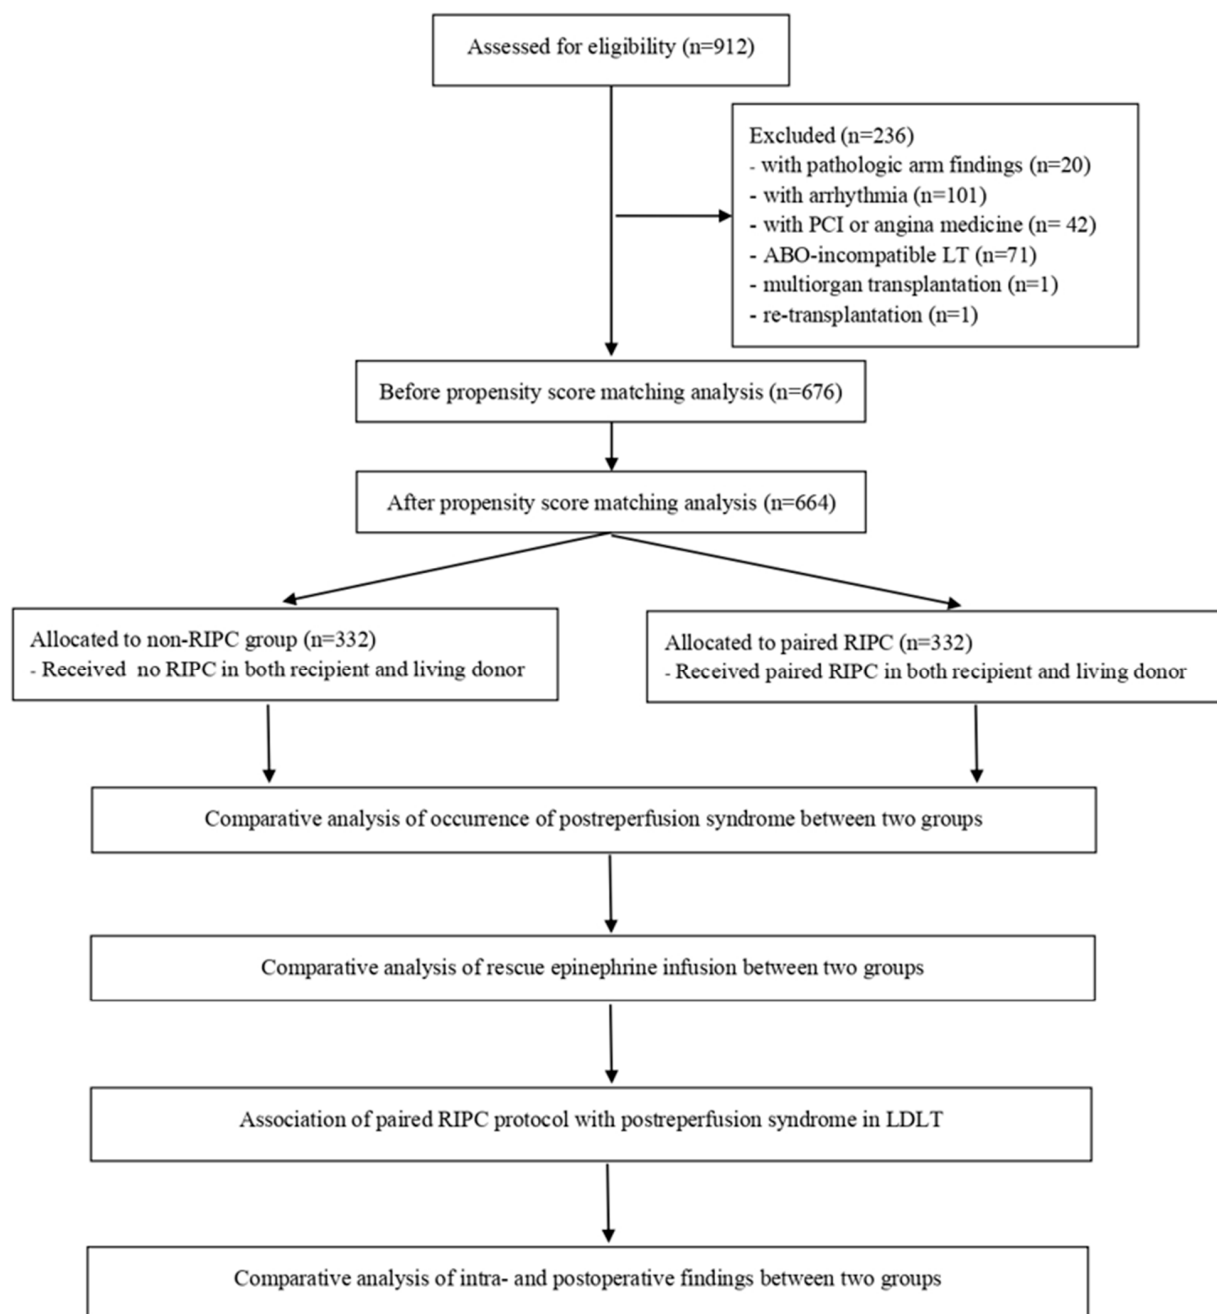 Assessed for eligibility (n=912)
Excluded (n=236)
- with pathologic arm findings (n=20)
- with arrhythmia (n=101)
- with PCI or angina medicine (n= 42)
- ABO-incompatible LT (n=71)
- multiorgan transplantation (n=1)
- re-transplantation (n=1)
Before propensity score matching analysis (n=676)
After propensity score matching analysis (n=664)
Allocated to non-RIPC group (n=332)
- Received  no RIPC in both recipient and living donor
Allocated to paired RIPC (n=332)
- Received paired RIPC in both recipient and living donor
Comparative analysis of occurrence of postreperfusion syndrome between two groups
Comparative analysis of rescue epinephrine infusion between two groups
Association of paired RIPC protocol with postreperfusion syndrome in LDLT
Comparative analysis of intra- and postoperative findings between two groups